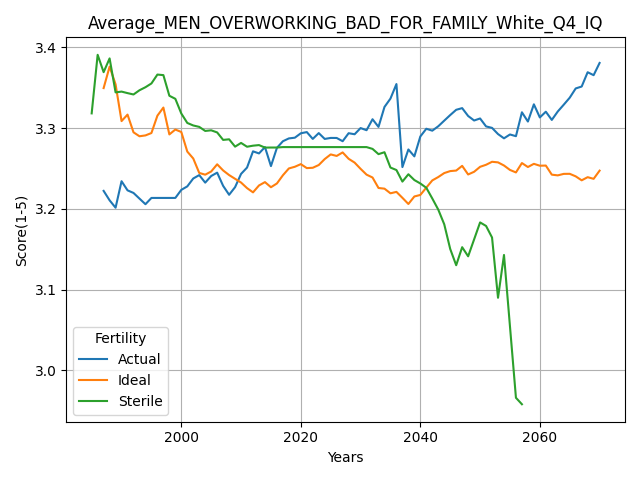 Average_MEN_OVERWORKING_BAD_FOR_FAMILY_White_Q4_IQ
3.4
3.3
3.2
3.1
3.0
Score(1-5)
Fertility
Actual
Ideal
Sterile
2000 2020 2040 2060
Years